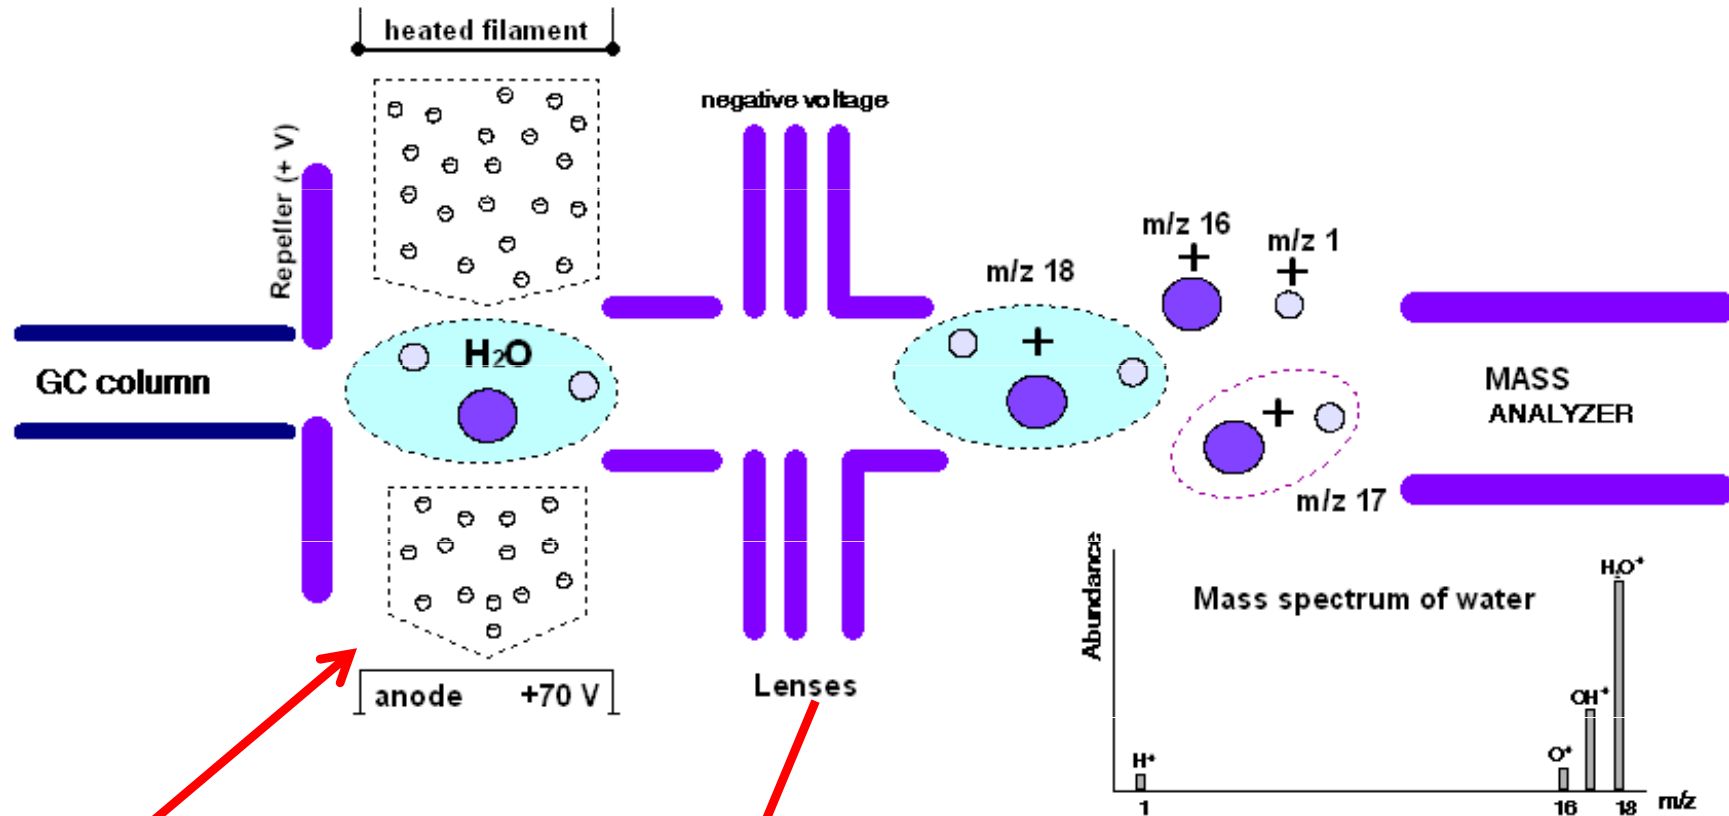 heated filament
negative voltage
Repeller (+ V)
m/z 16
+
m/z 1
+
m/z 18
H₂O
+
GC column
MASS
ANALYZER
+
m/z 17
Abundance
H₂O⁺
Mass spectrum of water
anode +70 V
Lenses
OH⁺
O⁺
H⁺
1 16 18 m/z